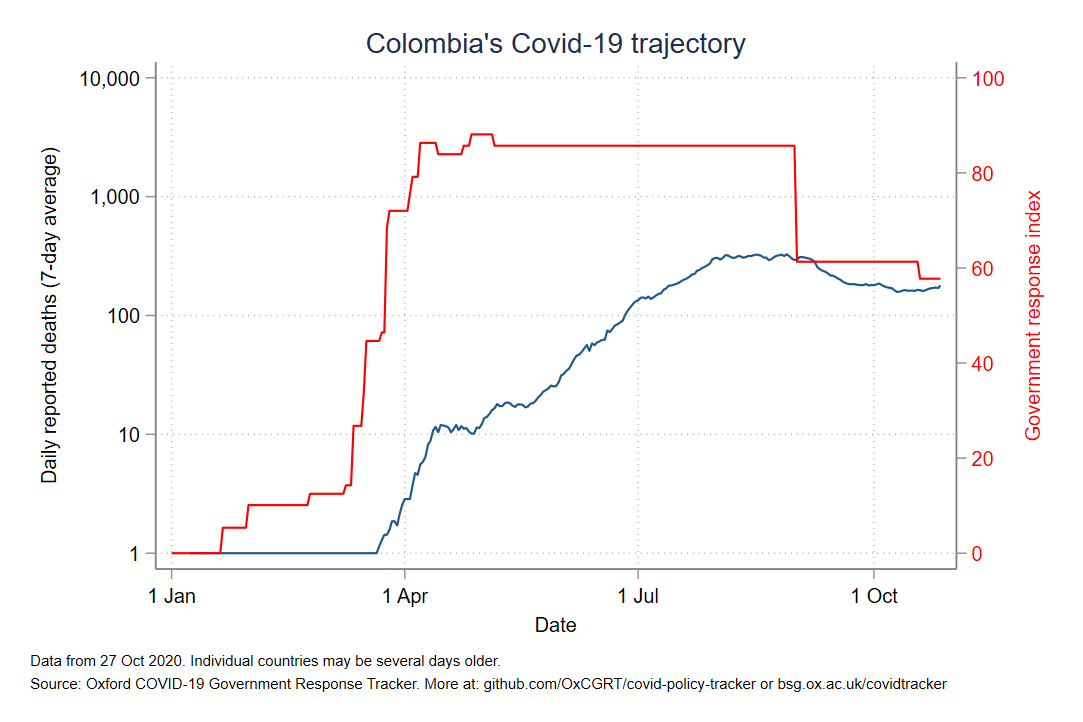 Colombia's Covid-19 trajectory
10,000
1,000
100
10
1
Daily reported deaths (7-day average)
100
80
60
40
20
0
Government response index
1 Jan
1 Apr
1 Jul
1 Oct
Date
Data from 27 Oct 2020. Individual countries may be several days older.
Source: Oxford COVID-19 Government Response Tracker. More at: github.com/OxCGRT/covid-policy-tracker or bsg.ox.ac.uk/covidtracker